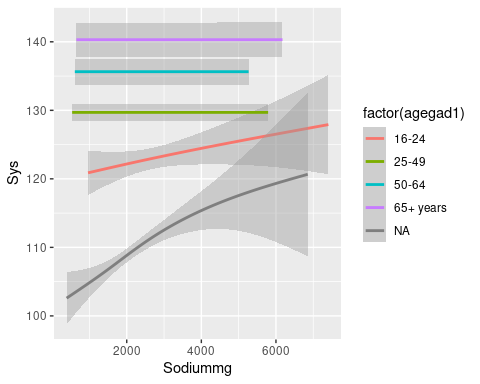 140
130
120
110
100
2000 4000 6000
Sys
Sodiummg
factor(agegad1)
16-24
25-49
50-64
65+ years
NA